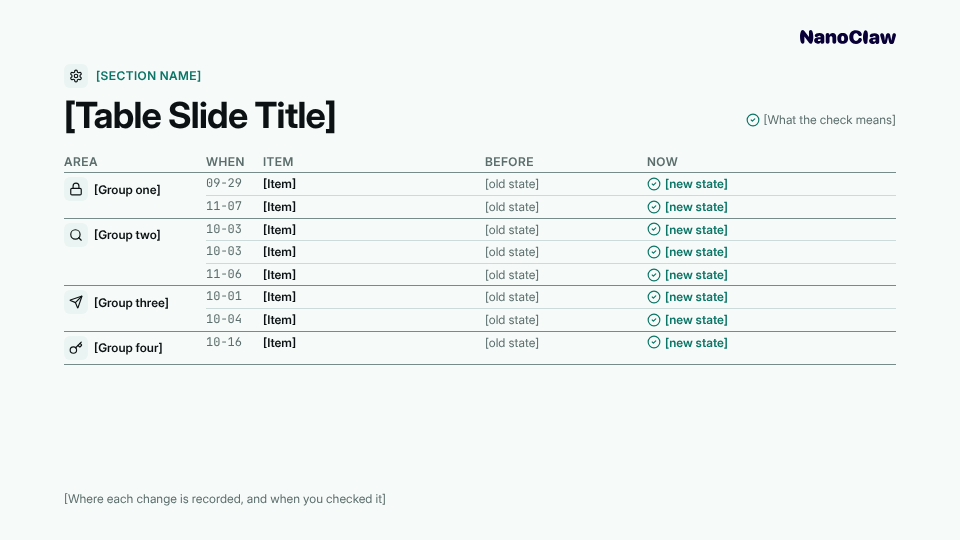 NanoClaw
[SECTION NAME]
[Table Slide Title]
[What the check means]
AREA WHEN ITEM BEFORE NOW
[Group one] 09-29 [Item] [old state] [new state]
11-07 [Item] [old state] [new state]
[Group two] 10-03 [Item] [old state] [new state]
10-03 [Item] [old state] [new state]
11-06 [Item] [old state] [new state]
[Group three] 10-01 [Item] [old state] [new state]
10-04 [Item] [old state] [new state]
[Group four] 10-16 [Item] [old state] [new state]
[Where each change is recorded, and when you checked it]